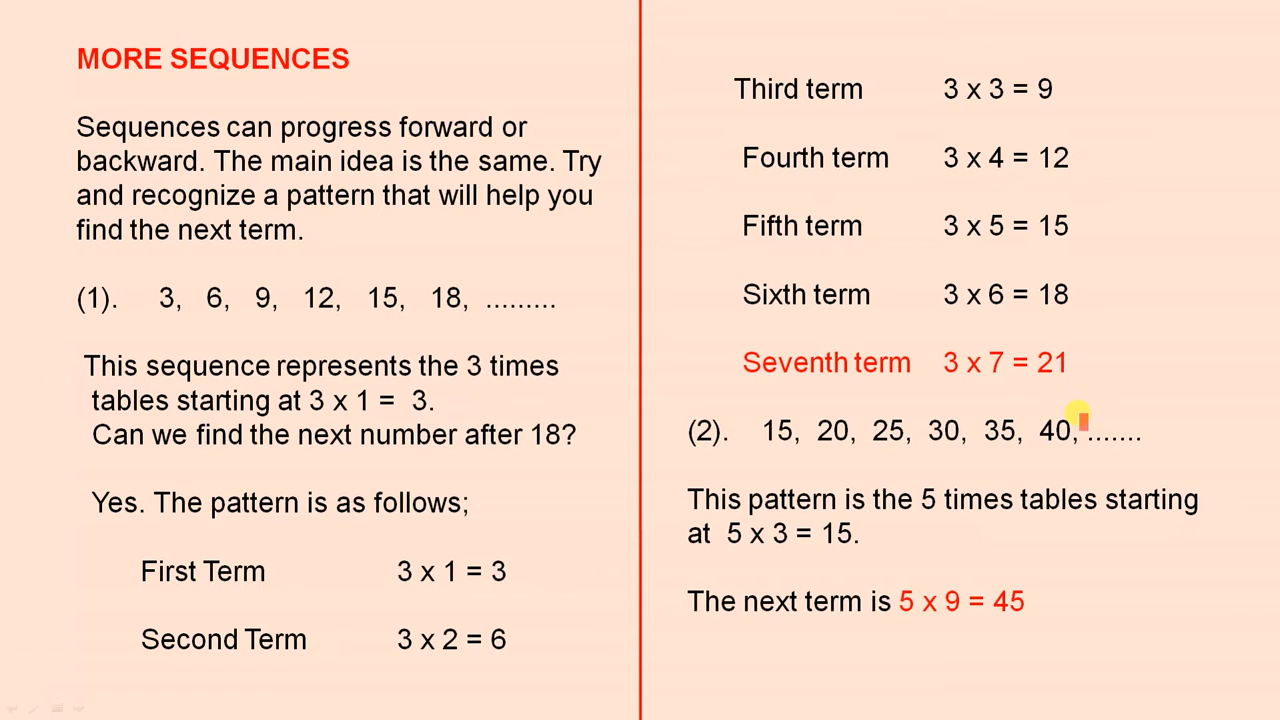 MORE SEQUENCES
Sequences can progress forward or
backward. The main idea is the same. Try
and recognize a pattern that will help you
find the next term.
(1). 3, 6, 9, 12, 15, 18, .........
This sequence represents the 3 times
tables starting at 3 x 1 = 3.
Can we find the next number after 18?
Yes. The pattern is as follows;
First Term 3 x 1 = 3
Second Term 3 x 2 = 6
Third term 3 x 3 = 9
Fourth term 3 x 4 = 12
Fifth term 3 x 5 = 15
Sixth term 3 x 6 = 18
Seventh term 3 x 7 = 21
(2). 15, 20, 25, 30, 35, 40, .......
This pattern is the 5 times tables starting
at 5 x 3 = 15.
The next term is 5 x 9 = 45